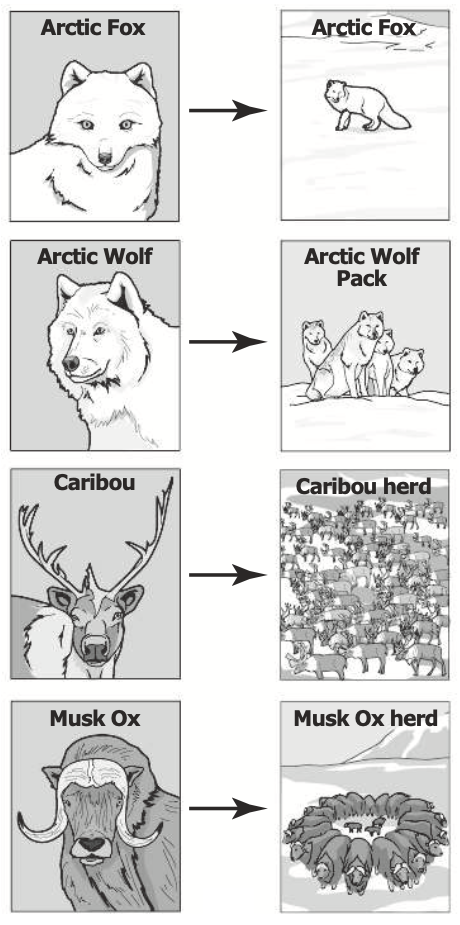 Arctic Fox
Arctic Fox
Arctic Wolf
Arctic Wolf
Pack
Caribou
Caribou herd
Musk Ox
Musk Ox herd